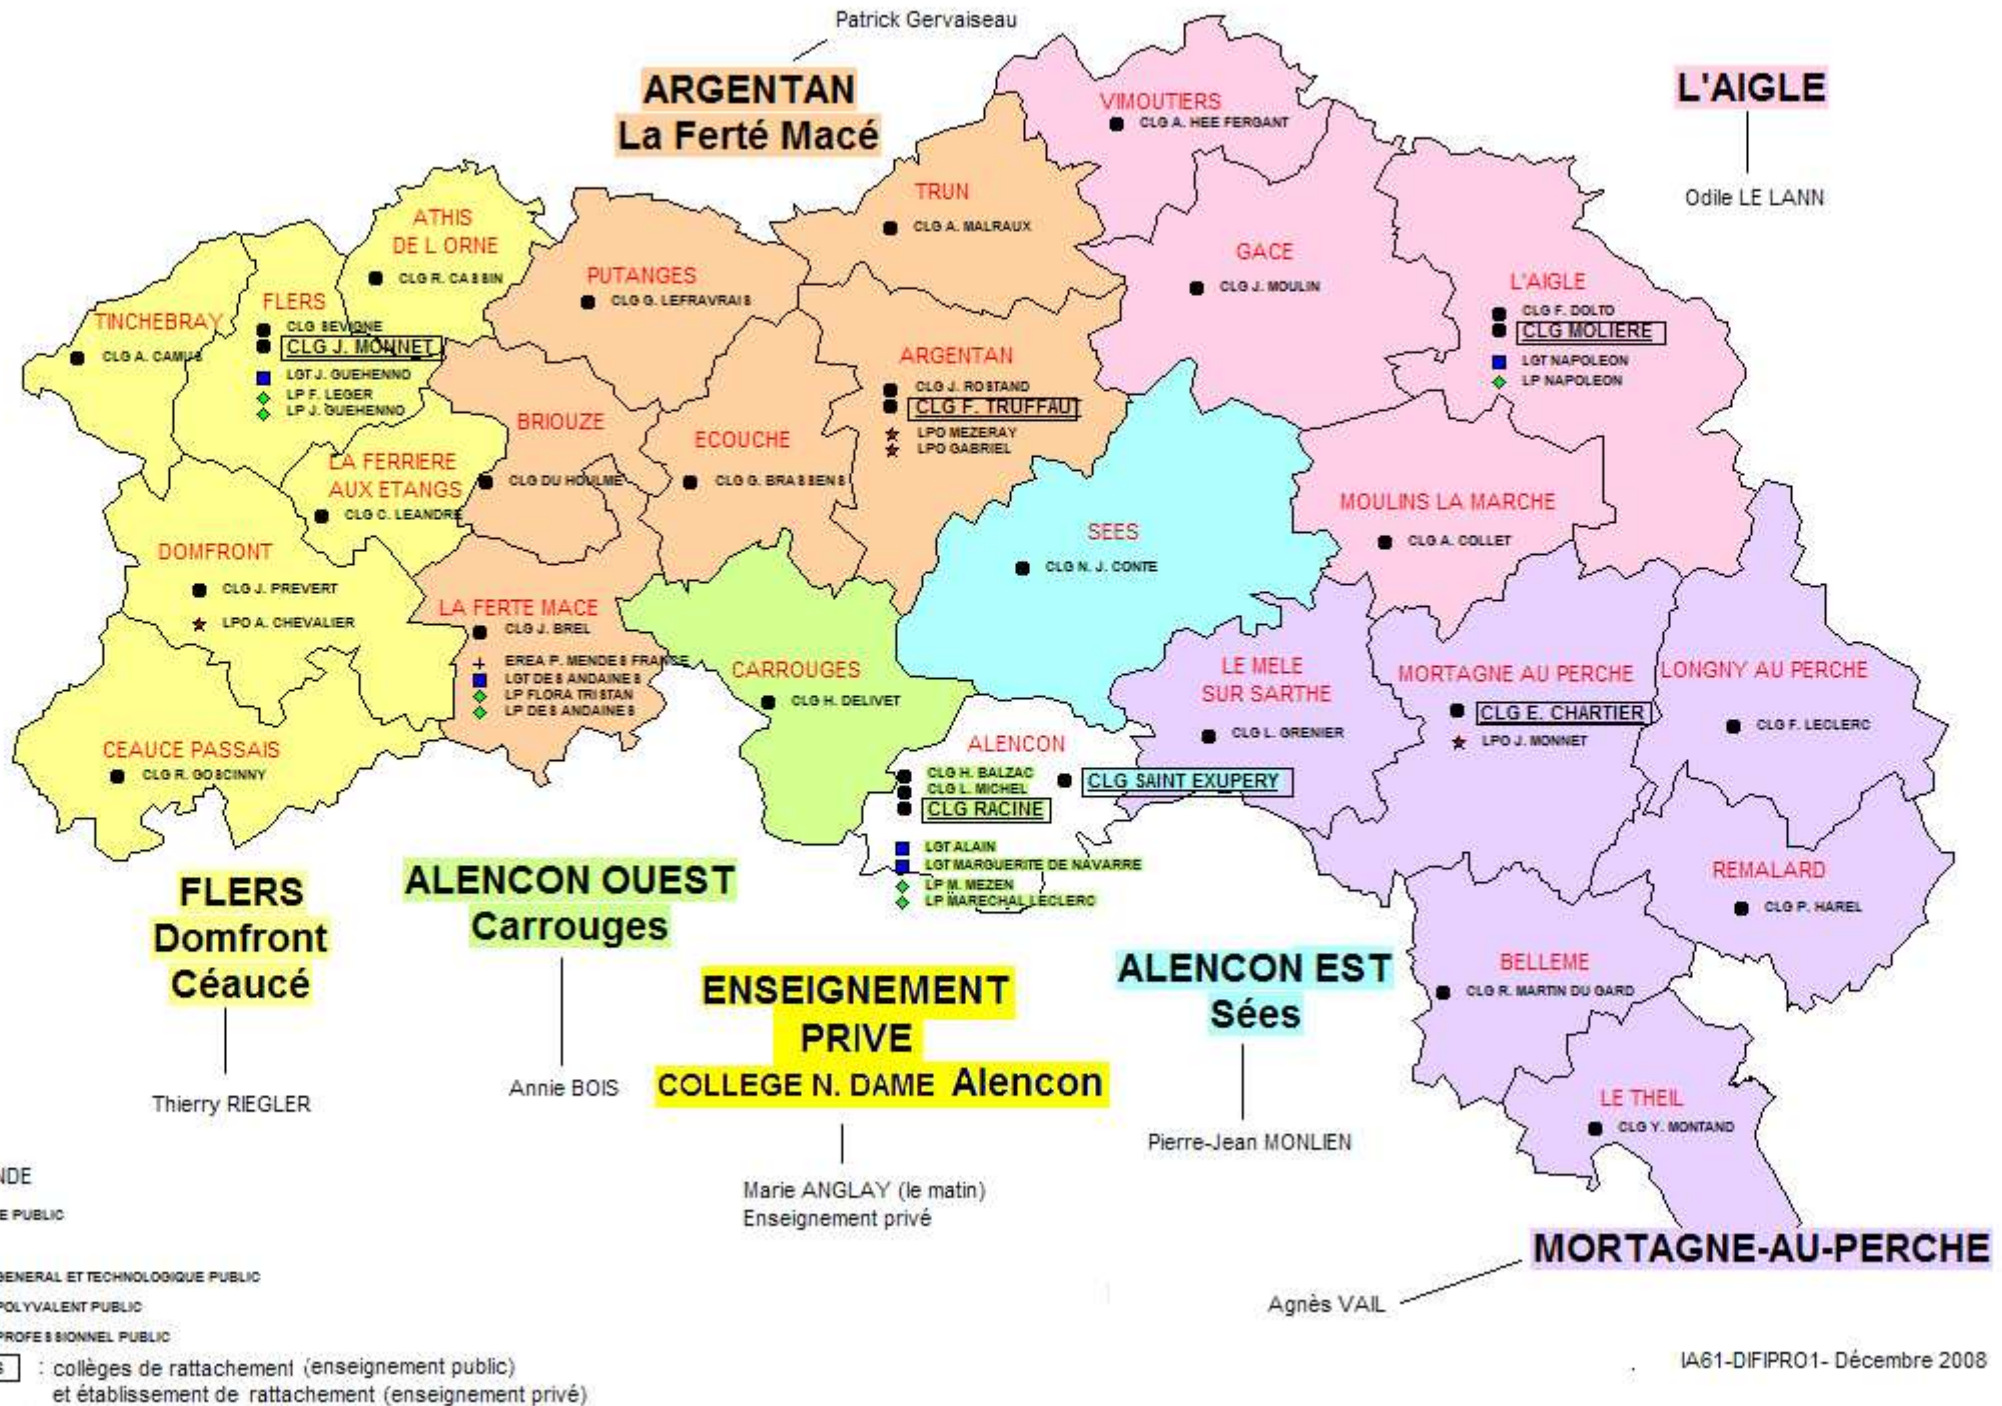 Patrick Gervaiseau
ARGENTAN
La Ferté Macé
L'AIGLE
Odile LE LANN
VIMOUTIERS
CLG A. HEE FERGANT
TRUN
CLG A. MALRAUX
ATHIS
DE L ORNE
CLG R. CASSIN
PUTANGES
CLG G. LEFRAVRAIS
GACE
CLG J. MOULIN
L'AIGLE
CLG F. DOLTO
CLG MOLIERE
LGT NAPOLEON
LP NAPOLEON
TINCHEBRAY
CLG A. CAMUS
FLERS
CLG SEVIGNE
CLG J. MONNET
LGT J. GUEHENNO
LP F. LEGER
LP J. GUEHENNO
ARGENTAN
CLG J. ROSTAND
CLG F. TRUFFAUT
LPO MEZERAY
LPO GABRIEL
BRIOUZE
CLG DU HOULME
ECOUCHE
CLG G. BRASSENS
LA FERRIERE
AUX ETANGS
CLG C. LEANDRE
MOULINS LA MARCHE
CLG A. COLLET
SEES
CLG N. J. CONTE
DOMFRONT
CLG J. PREVERT
LPO A. CHEVALIER
LA FERTE MACE
CLG J. BREL
EREA P. MENDES FRANCE
LGT DES ANDAINES
LP FLORA TRISTAN
LP DES ANDAINES
CARROUGES
CLG H. DELIVET
LE MELE
SUR SARTHE
CLG L. GRENIER
MORTAGNE AU PERCHE
CLG E. CHARTIER
LPO J. MONNET
LONGNY AU PERCHE
CLG F. LECLERC
CEAUCE PASSAIS
CLG R. GOSCINNY
ALENCON
CLG H. BALZAC
CLG L. MICHEL
CLG RACINE
CLG SAINT EXUPERY
LGT ALAIN
LGT MARGUERITE DE NAVARRE
LP M. MEZEN
LP MARECHAL LECLERC
REMALARD
CLG P. HAREL
BELLEME
CLG R. MARTIN DU GARD
LE THEIL
CLG Y. MONTAND
FLERS
Domfront
Céaucé
Thierry RIEGLER
ALENCON OUEST
Carrouges
Annie BOIS
ENSEIGNEMENT
PRIVE
COLLEGE N. DAME Alencon
Marie ANGLAY (le matin)
Enseignement privé
ALENCON EST
Sées
Pierre-Jean MONLIEN
MORTAGNE-AU-PERCHE
Agnès VAIL
NDE
E PUBLIC
GENERAL ET TECHNOLOGIQUE PUBLIC
POLYVALENT PUBLIC
PROFESSIONNEL PUBLIC
s : collèges de rattachement (enseignement public)
et établissement de rattachement (enseignement privé)
IA61-DIFIPRO1- Décembre 2008